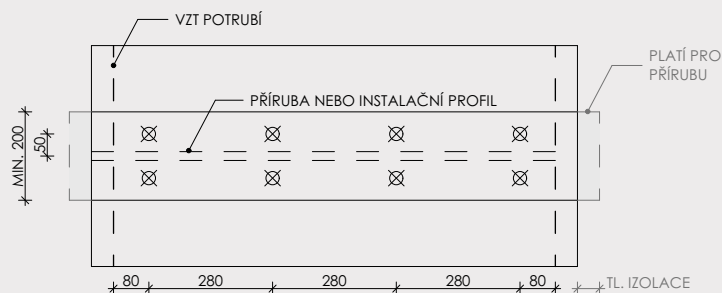 VZT POTRUBÍ
PLATÍ PRO
PŘÍRUBU
PŘÍRUBA NEBO INSTALAČNÍ PROFIL
MIN. 200
50
80
280
280
280
80
TL. IZOLACE